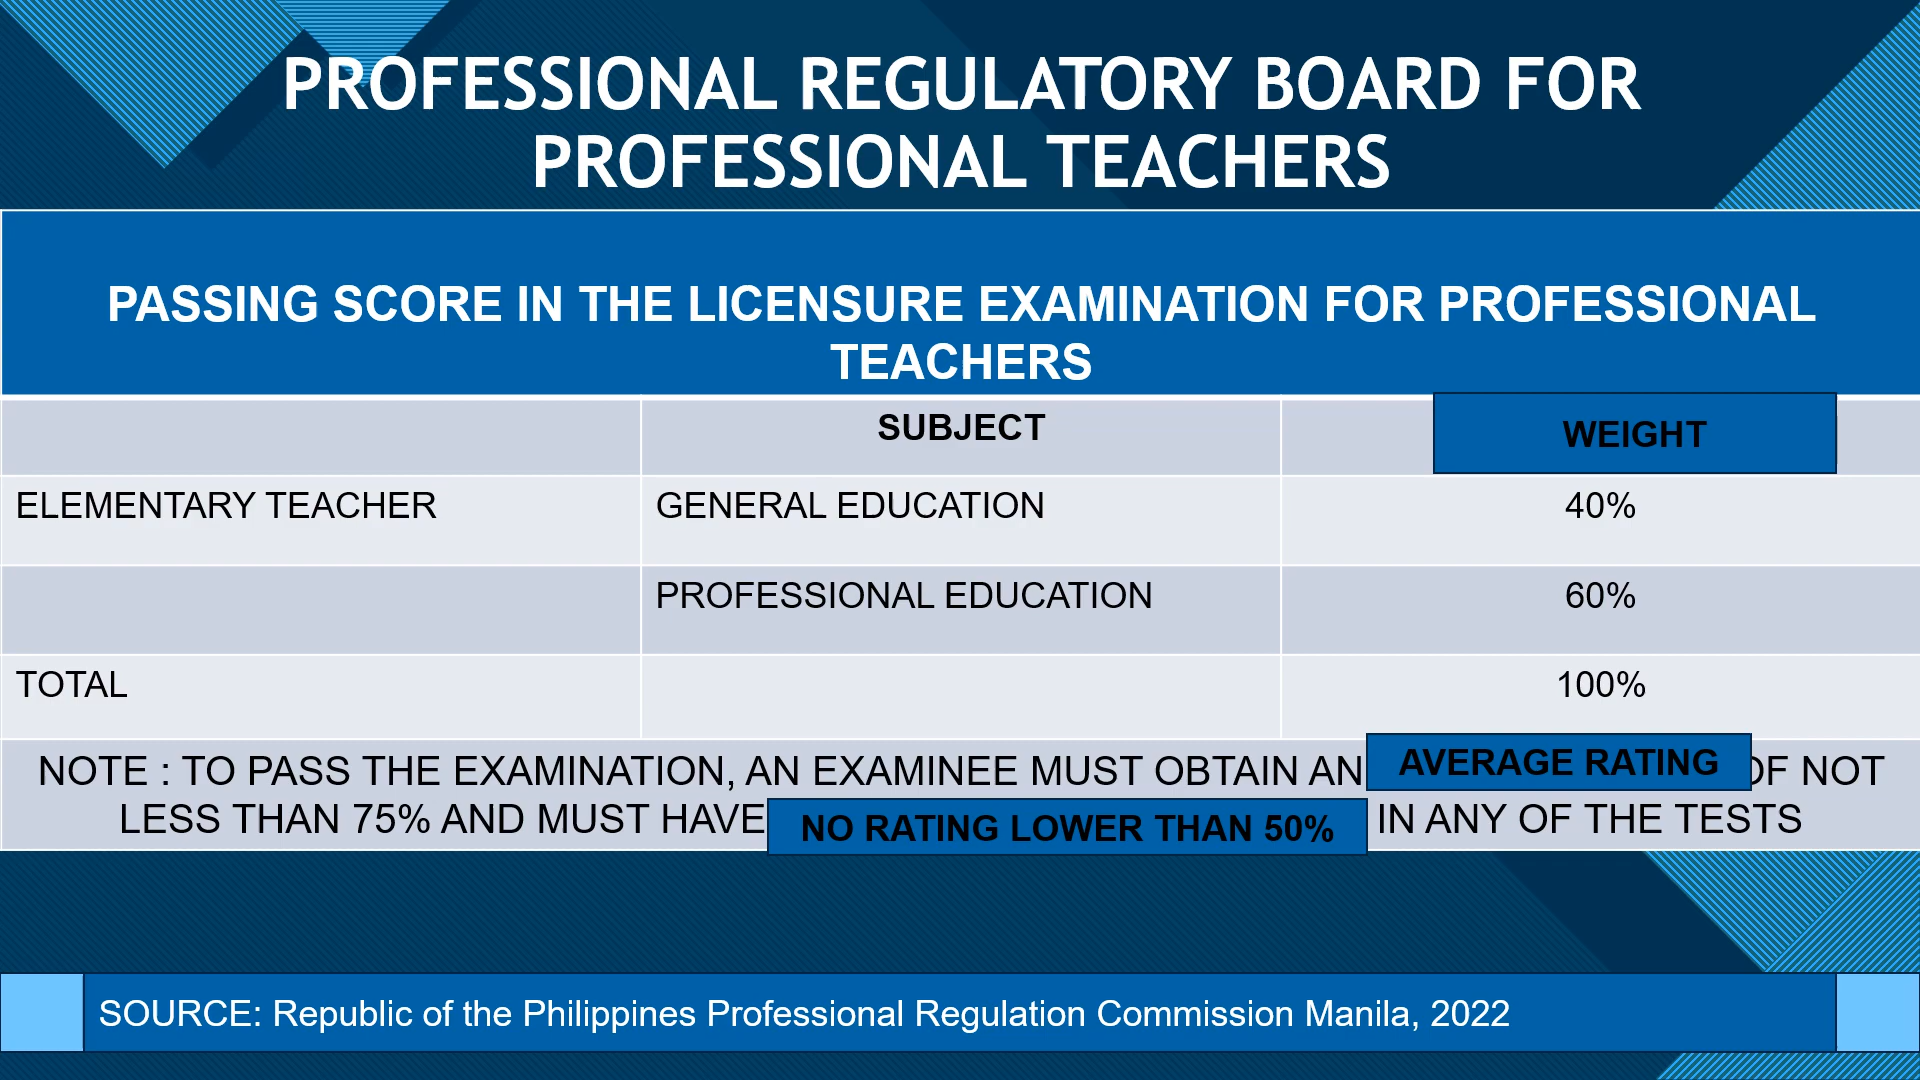 PROFESSIONAL REGULATORY BOARD FOR
PROFESSIONAL TEACHERS
PASSING SCORE IN THE LICENSURE EXAMINATION FOR PROFESSIONAL
TEACHERS
SUBJECT WEIGHT
ELEMENTARY TEACHER GENERAL EDUCATION 40%
PROFESSIONAL EDUCATION 60%
TOTAL 100%
NOTE : TO PASS THE EXAMINATION, AN EXAMINEE MUST OBTAIN AN AVERAGE RATING OF NOT
LESS THAN 75% AND MUST HAVE NO RATING LOWER THAN 50% IN ANY OF THE TESTS
SOURCE: Republic of the Philippines Professional Regulation Commission Manila, 2022